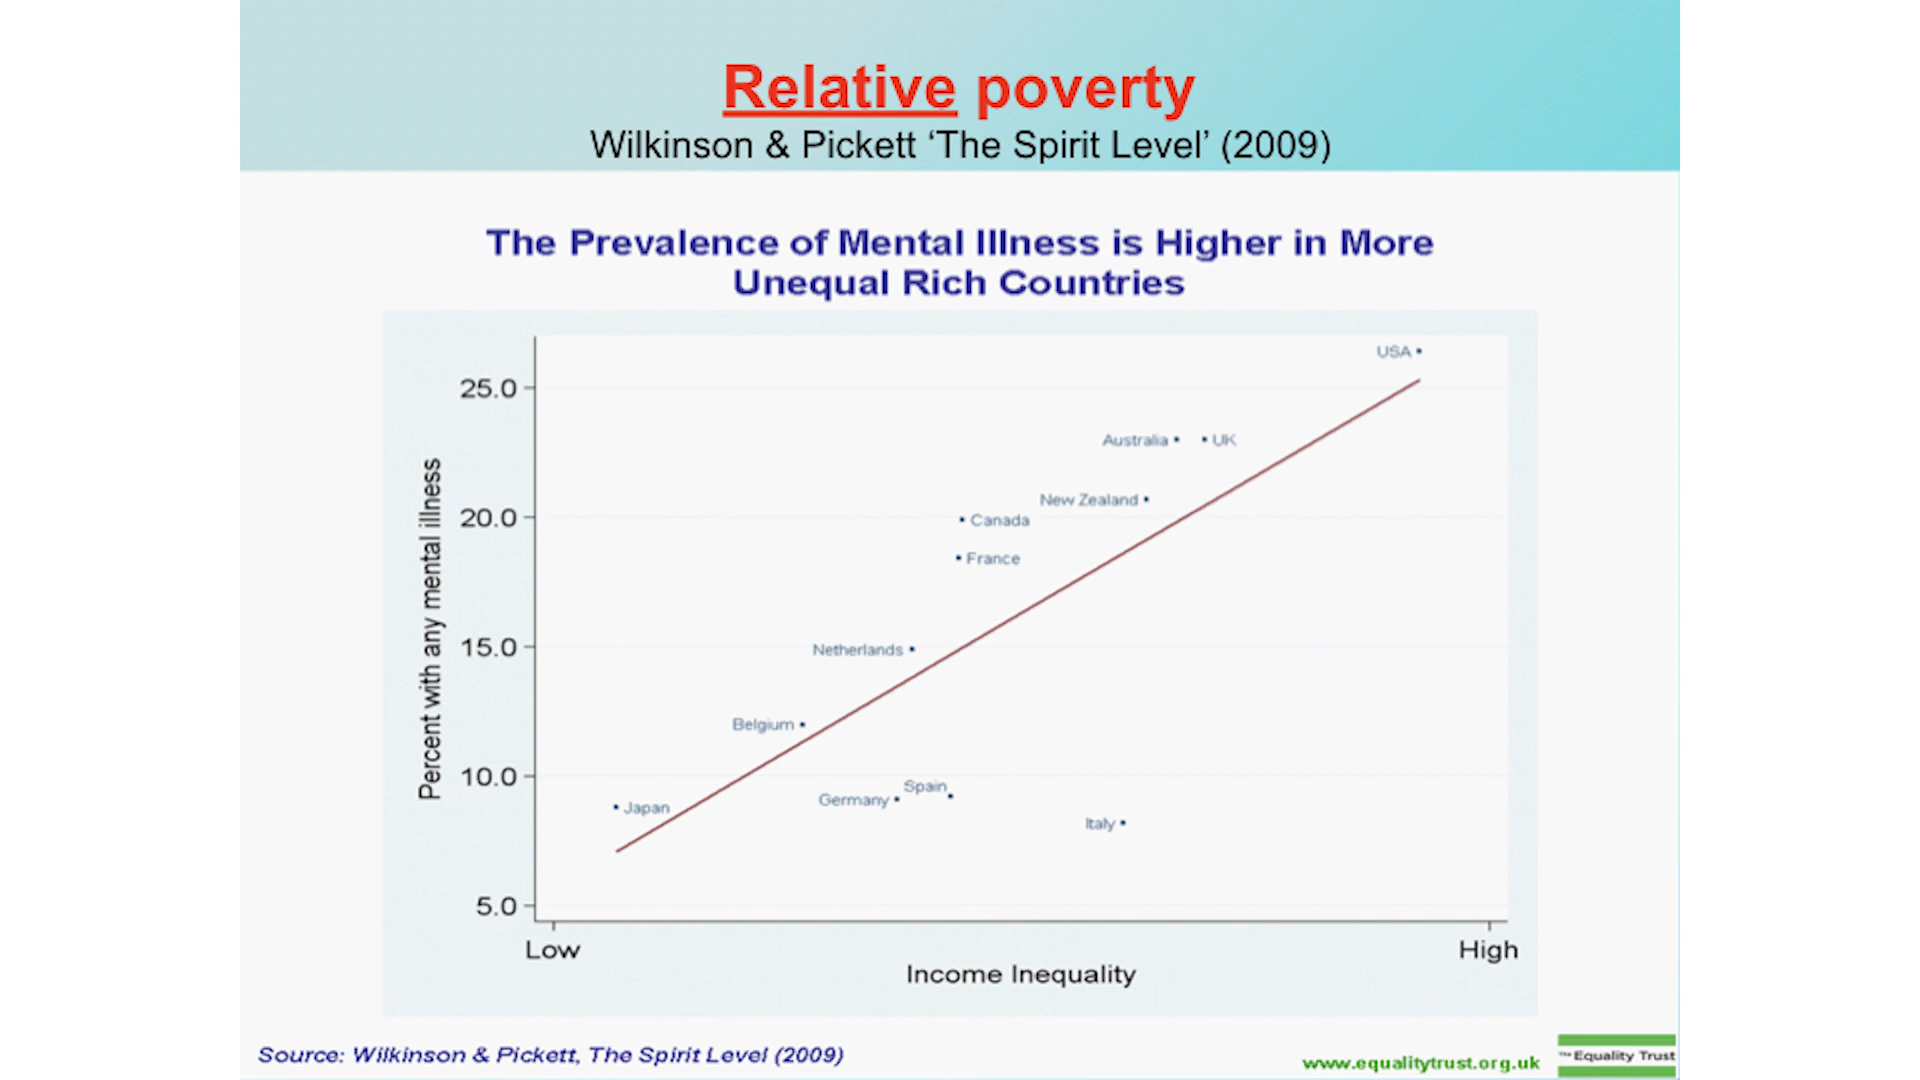 Relative poverty
Wilkinson & Pickett ‘The Spirit Level’ (2009)
The Prevalence of Mental Illness is Higher in More
Unequal Rich Countries
Percent with any mental illness
25.0
20.0
15.0
10.0
5.0
USA
Australia
UK
New Zealand
Canada
France
Netherlands
Belgium
Spain
Germany
Japan
Italy
Low
High
Income Inequality
Source: Wilkinson & Pickett, The Spirit Level (2009)
www.equalitytrust.org.uk
The Equality Trust